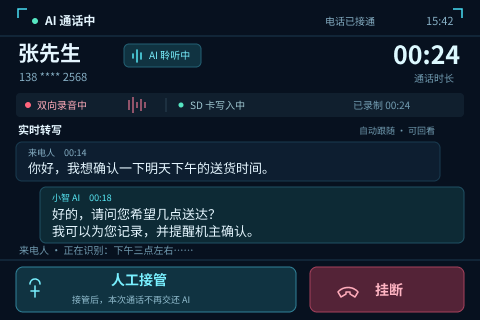 AI 通话中
电话已接通
15:42
张先生
AI 聆听中
00:24
138 **** 2568
通话时长
双向录音中
SD 卡写入中
已录制 00:24
实时转写
自动跟随 · 可回看
来电人 00:14
你好，我想确认一下明天下午的送货时间。
小智 AI 00:18
好的，请问您希望几点送达？
我可以为您记录，并提醒机主确认。
来电人 · 正在识别：下午三点左右……
人工接管
接管后，本次通话不再交还 AI
挂断